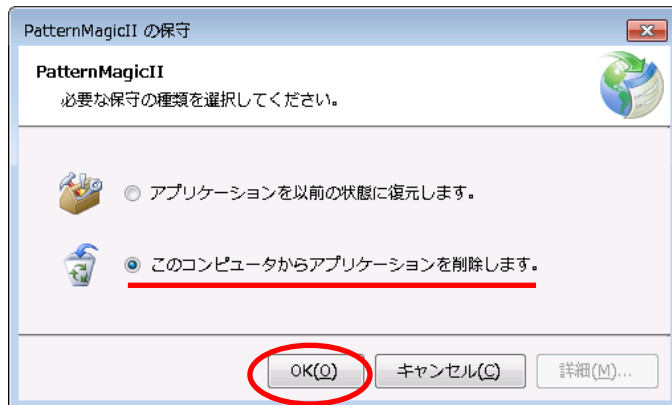 PatternMagicII の保守
PatternMagicII
必要な保守の種類を選択してください。
アプリケーションを以前の状態に復元します。
このコンピュータからアプリケーションを削除します。
OK(O) キャンセル(C) 詳細(M)...